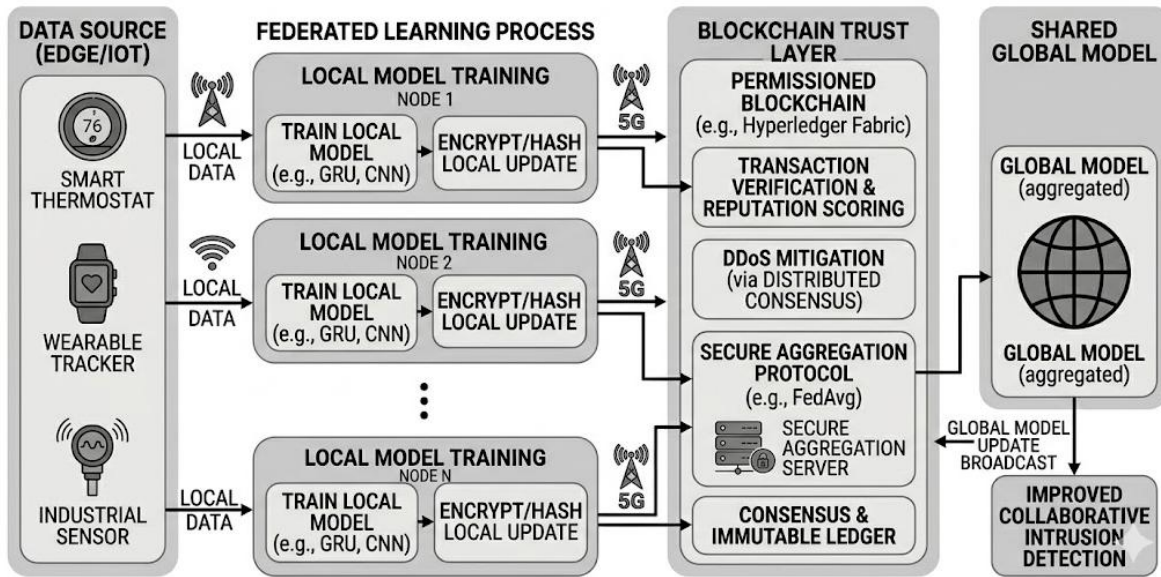 DATA SOURCE
(EDGE/IOT)
76
SMART
THERMOSTAT
WEARABLE
TRACKER
INDUSTRIAL
SENSOR
LOCAL
DATA
LOCAL
DATA
LOCAL
DATA
FEDERATED LEARNING PROCESS
LOCAL MODEL TRAINING
NODE 1
TRAIN LOCAL
MODEL
(e.g., GRU, CNN)
ENCRYPT/HASH
LOCAL UPDATE
5G
LOCAL MODEL TRAINING
NODE 2
TRAIN LOCAL
MODEL
(e.g., GRU, CNN)
ENCRYPT/HASH
LOCAL UPDATE
5G
LOCAL MODEL TRAINING
NODE N
TRAIN LOCAL
MODEL
(e.g., GRU, CNN)
ENCRYPT/HASH
LOCAL UPDATE
5G
BLOCKCHAIN TRUST
LAYER
PERMISSIONED
BLOCKCHAIN
(e.g., Hyperledger Fabric)
TRANSACTION
VERIFICATION &
REPUTATION SCORING
DDoS MITIGATION
(via DISTRIBUTED
CONSENSUS)
SECURE AGGREGATION
PROTOCOL
(e.g., FedAvg)
SECURE
AGGREGATION
SERVER
CONSENSUS &
IMMUTABLE LEDGER
SHARED
GLOBAL MODEL
GLOBAL MODEL
(aggregated)
GLOBAL MODEL
(aggregated)
GLOBAL MODEL
UPDATE
BROADCAST
IMPROVED
COLLABORATIVE
INTRUSION
DETECTION